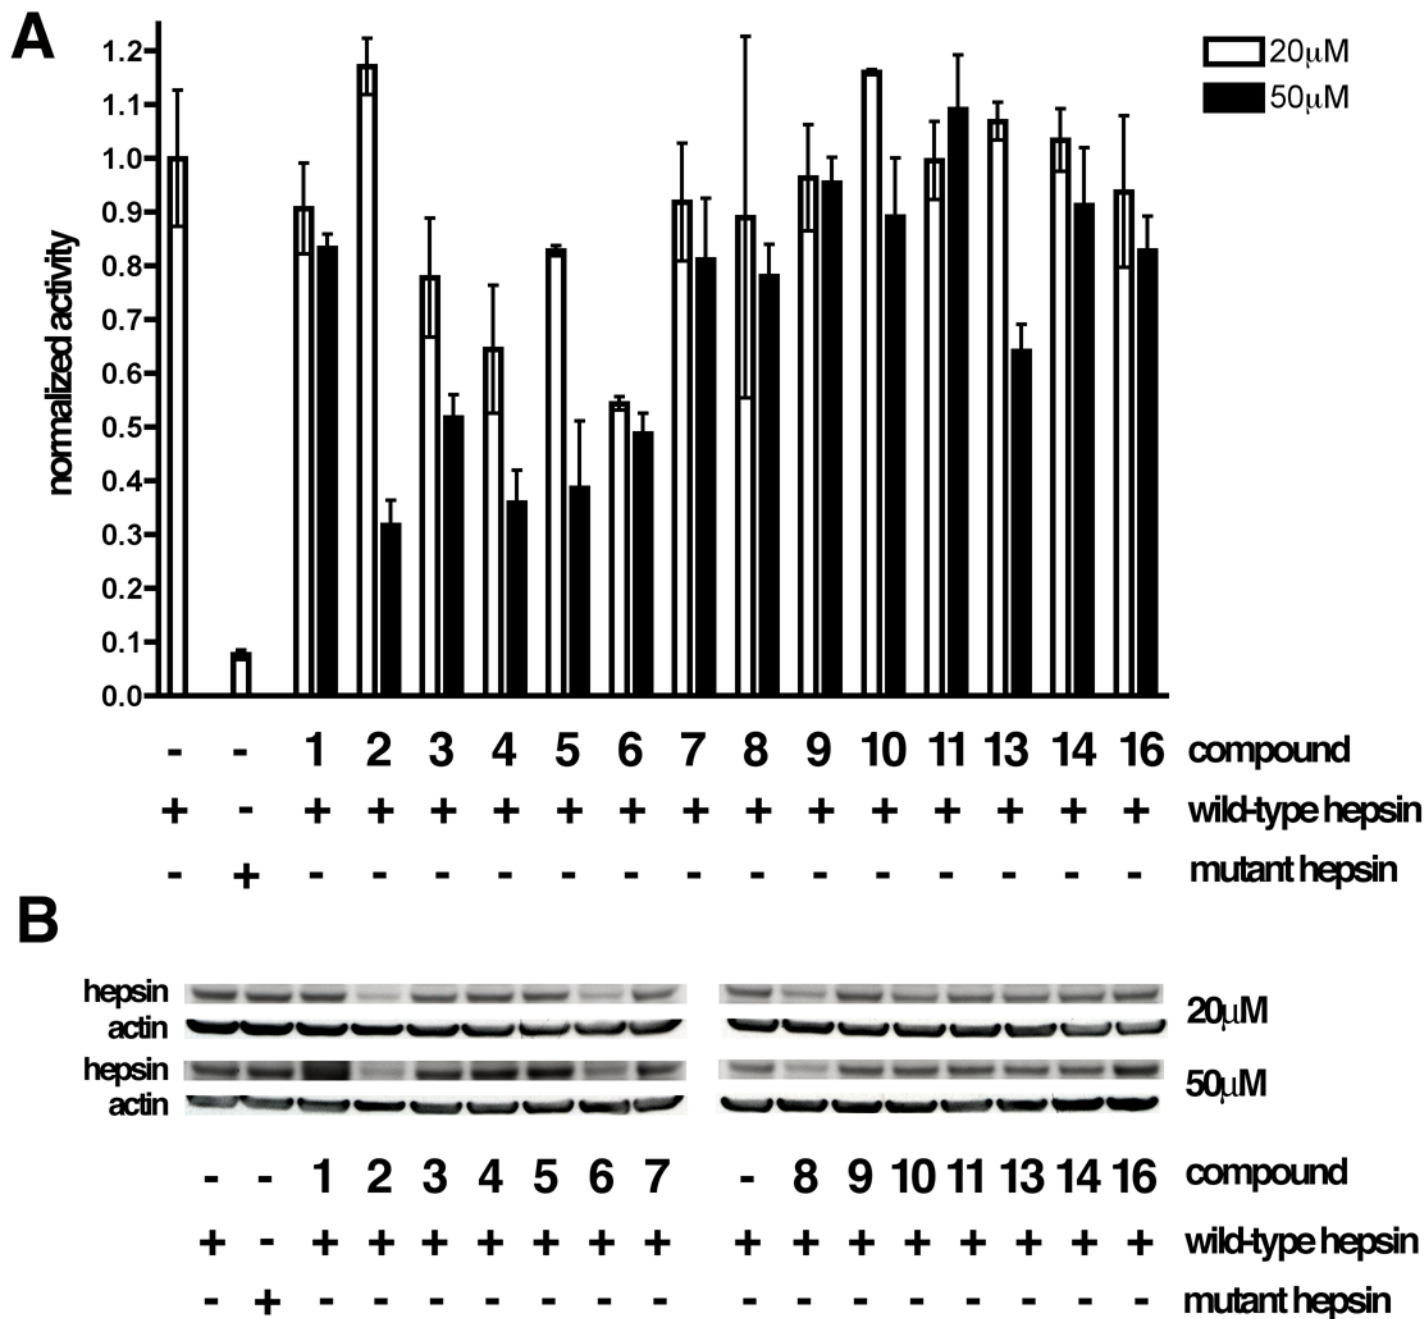 A
20μM
50μM
1.2
1.1
1.0
0.9
0.8
0.7
0.6
0.5
0.4
0.3
0.2
0.1
0.0
normalized activity
- - 1 2 3 4 5 6 7 8 9 10 11 13 14 16 compound
+ - + + + + + + + + + + + + + + wild-type hepsin
- + - - - - - - - - - - - - - - mutant hepsin
B
hepsin
actin
20μM
hepsin
actin
50μM
- - 1 2 3 4 5 6 7 - 8 9 10 11 13 14 16 compound
+ - + + + + + + + + + + + + + + + wild-type hepsin
- + - - - - - - - - - - - - - - - mutant hepsin